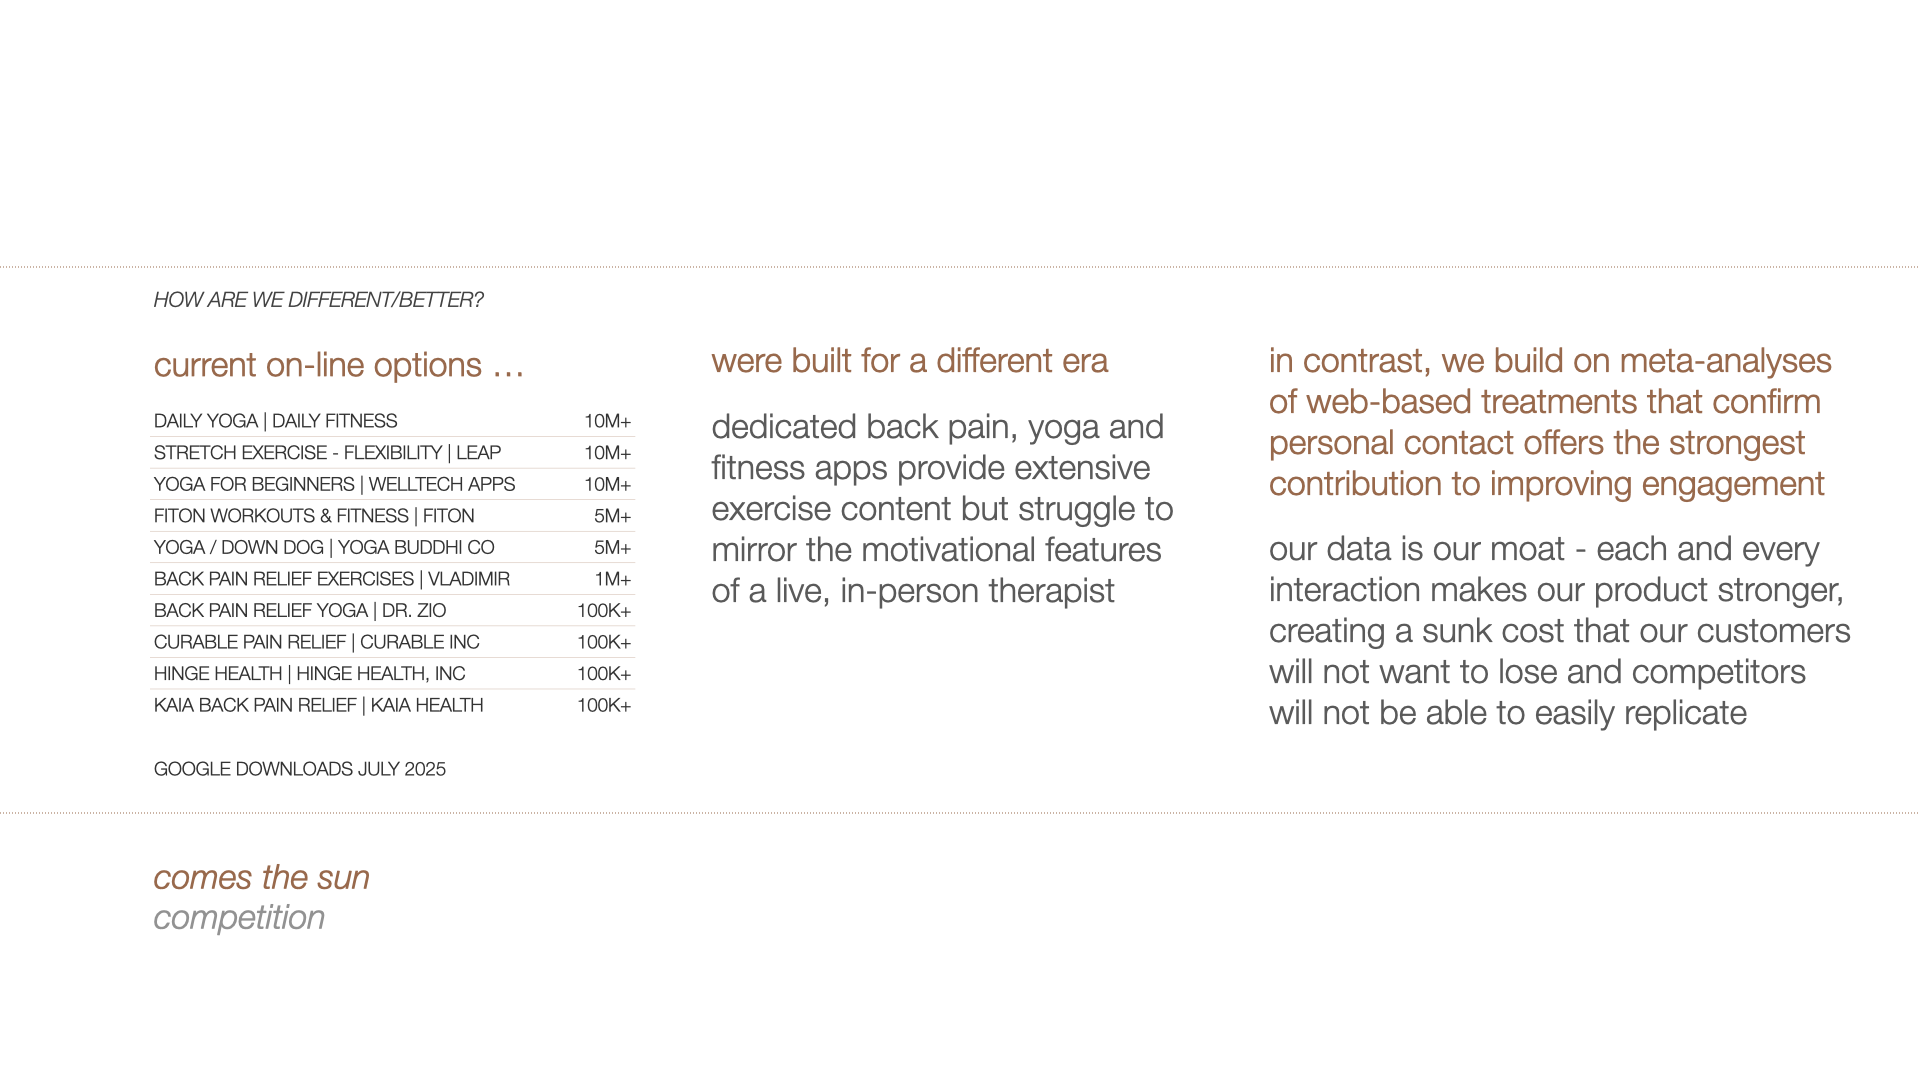 HOW ARE WE DIFFERENT/BETTER?
current on-line options …
DAILY YOGA | DAILY FITNESS 10M+
STRETCH EXERCISE - FLEXIBILITY | LEAP 10M+
YOGA FOR BEGINNERS | WELLTECH APPS 10M+
FITON WORKOUTS & FITNESS | FITON 5M+
YOGA / DOWN DOG | YOGA BUDDHI CO 5M+
BACK PAIN RELIEF EXERCISES | VLADIMIR 1M+
BACK PAIN RELIEF YOGA | DR. ZIO 100K+
CURABLE PAIN RELIEF | CURABLE INC 100K+
HINGE HEALTH | HINGE HEALTH, INC 100K+
KAIA BACK PAIN RELIEF | KAIA HEALTH 100K+
GOOGLE DOWNLOADS JULY 2025
were built for a different era
dedicated back pain, yoga and
fitness apps provide extensive
exercise content but struggle to
mirror the motivational features
of a live, in-person therapist
in contrast, we build on meta-analyses
of web-based treatments that confirm
personal contact offers the strongest
contribution to improving engagement
our data is our moat - each and every
interaction makes our product stronger,
creating a sunk cost that our customers
will not want to lose and competitors
will not be able to easily replicate
comes the sun
competition